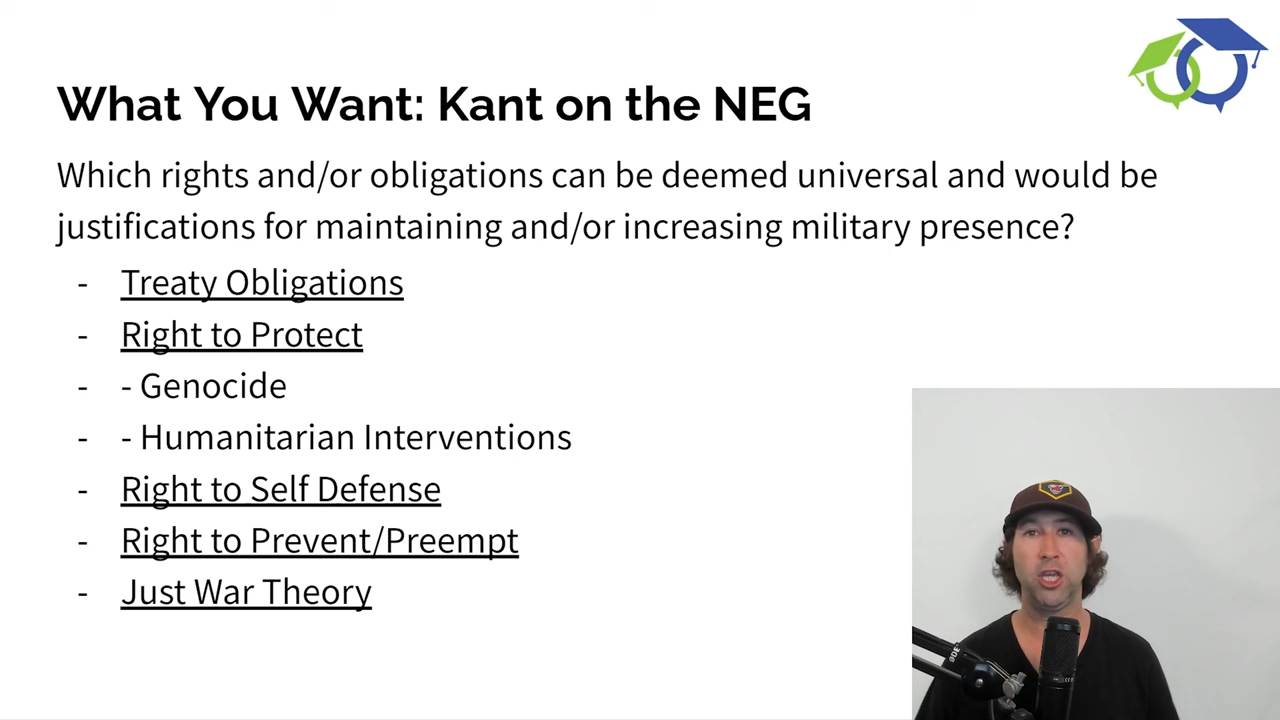 What You Want: Kant on the NEG
Which rights and/or obligations can be deemed universal and would be
justifications for maintaining and/or increasing military presence?
- Treaty Obligations
- Right to Protect
- - Genocide
- - Humanitarian Interventions
- Right to Self Defense
- Right to Prevent/Preempt
- Just War Theory